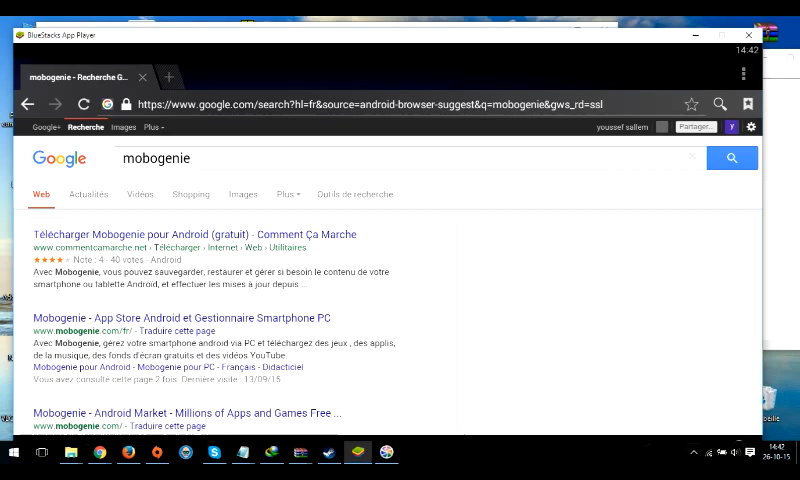 BlueStacks App Player
14:42
mobogenie - Recherche G...
https://www.google.com/search?hl=fr&source=android-browser-suggest&q=mobogenie&gws_rd=ssl
Google+ Recherche Images Plus
youssef sallem Partager... y
Google mobogenie
Web Actualités Vidéos Shopping Images Plus Outils de recherche
Télécharger Mobogenie pour Android (gratuit) - Comment Ça Marche
www.commentcamarche.net › Télécharger › Internet › Web › Utilitaires
Note : 4 - 40 votes - Android
Avec Mobogenie, vous pouvez sauvegarder, restaurer et gérer si besoin le contenu de votre
smartphone ou tablette Android, et effectuer les mises à jour depuis ...
Mobogenie - App Store Android et Gestionnaire Smartphone PC
www.mobogenie.com/fr/ - Traduire cette page
Avec Mobogenie, gérez votre smartphone android via PC et téléchargez des jeux , des applis,
de la musique, des fonds d'écran gratuits et des vidéos YouTube
Mobogenie pour Android - Mobogenie pour PC - Français - Didacticiel
Vous avez consulté cette page 2 fois. Dernière visite : 13/09/15
Mobogenie - Android Market - Millions of Apps and Games Free ...
www.mobogenie.com/ - Traduire cette page
14:42
26-10-15